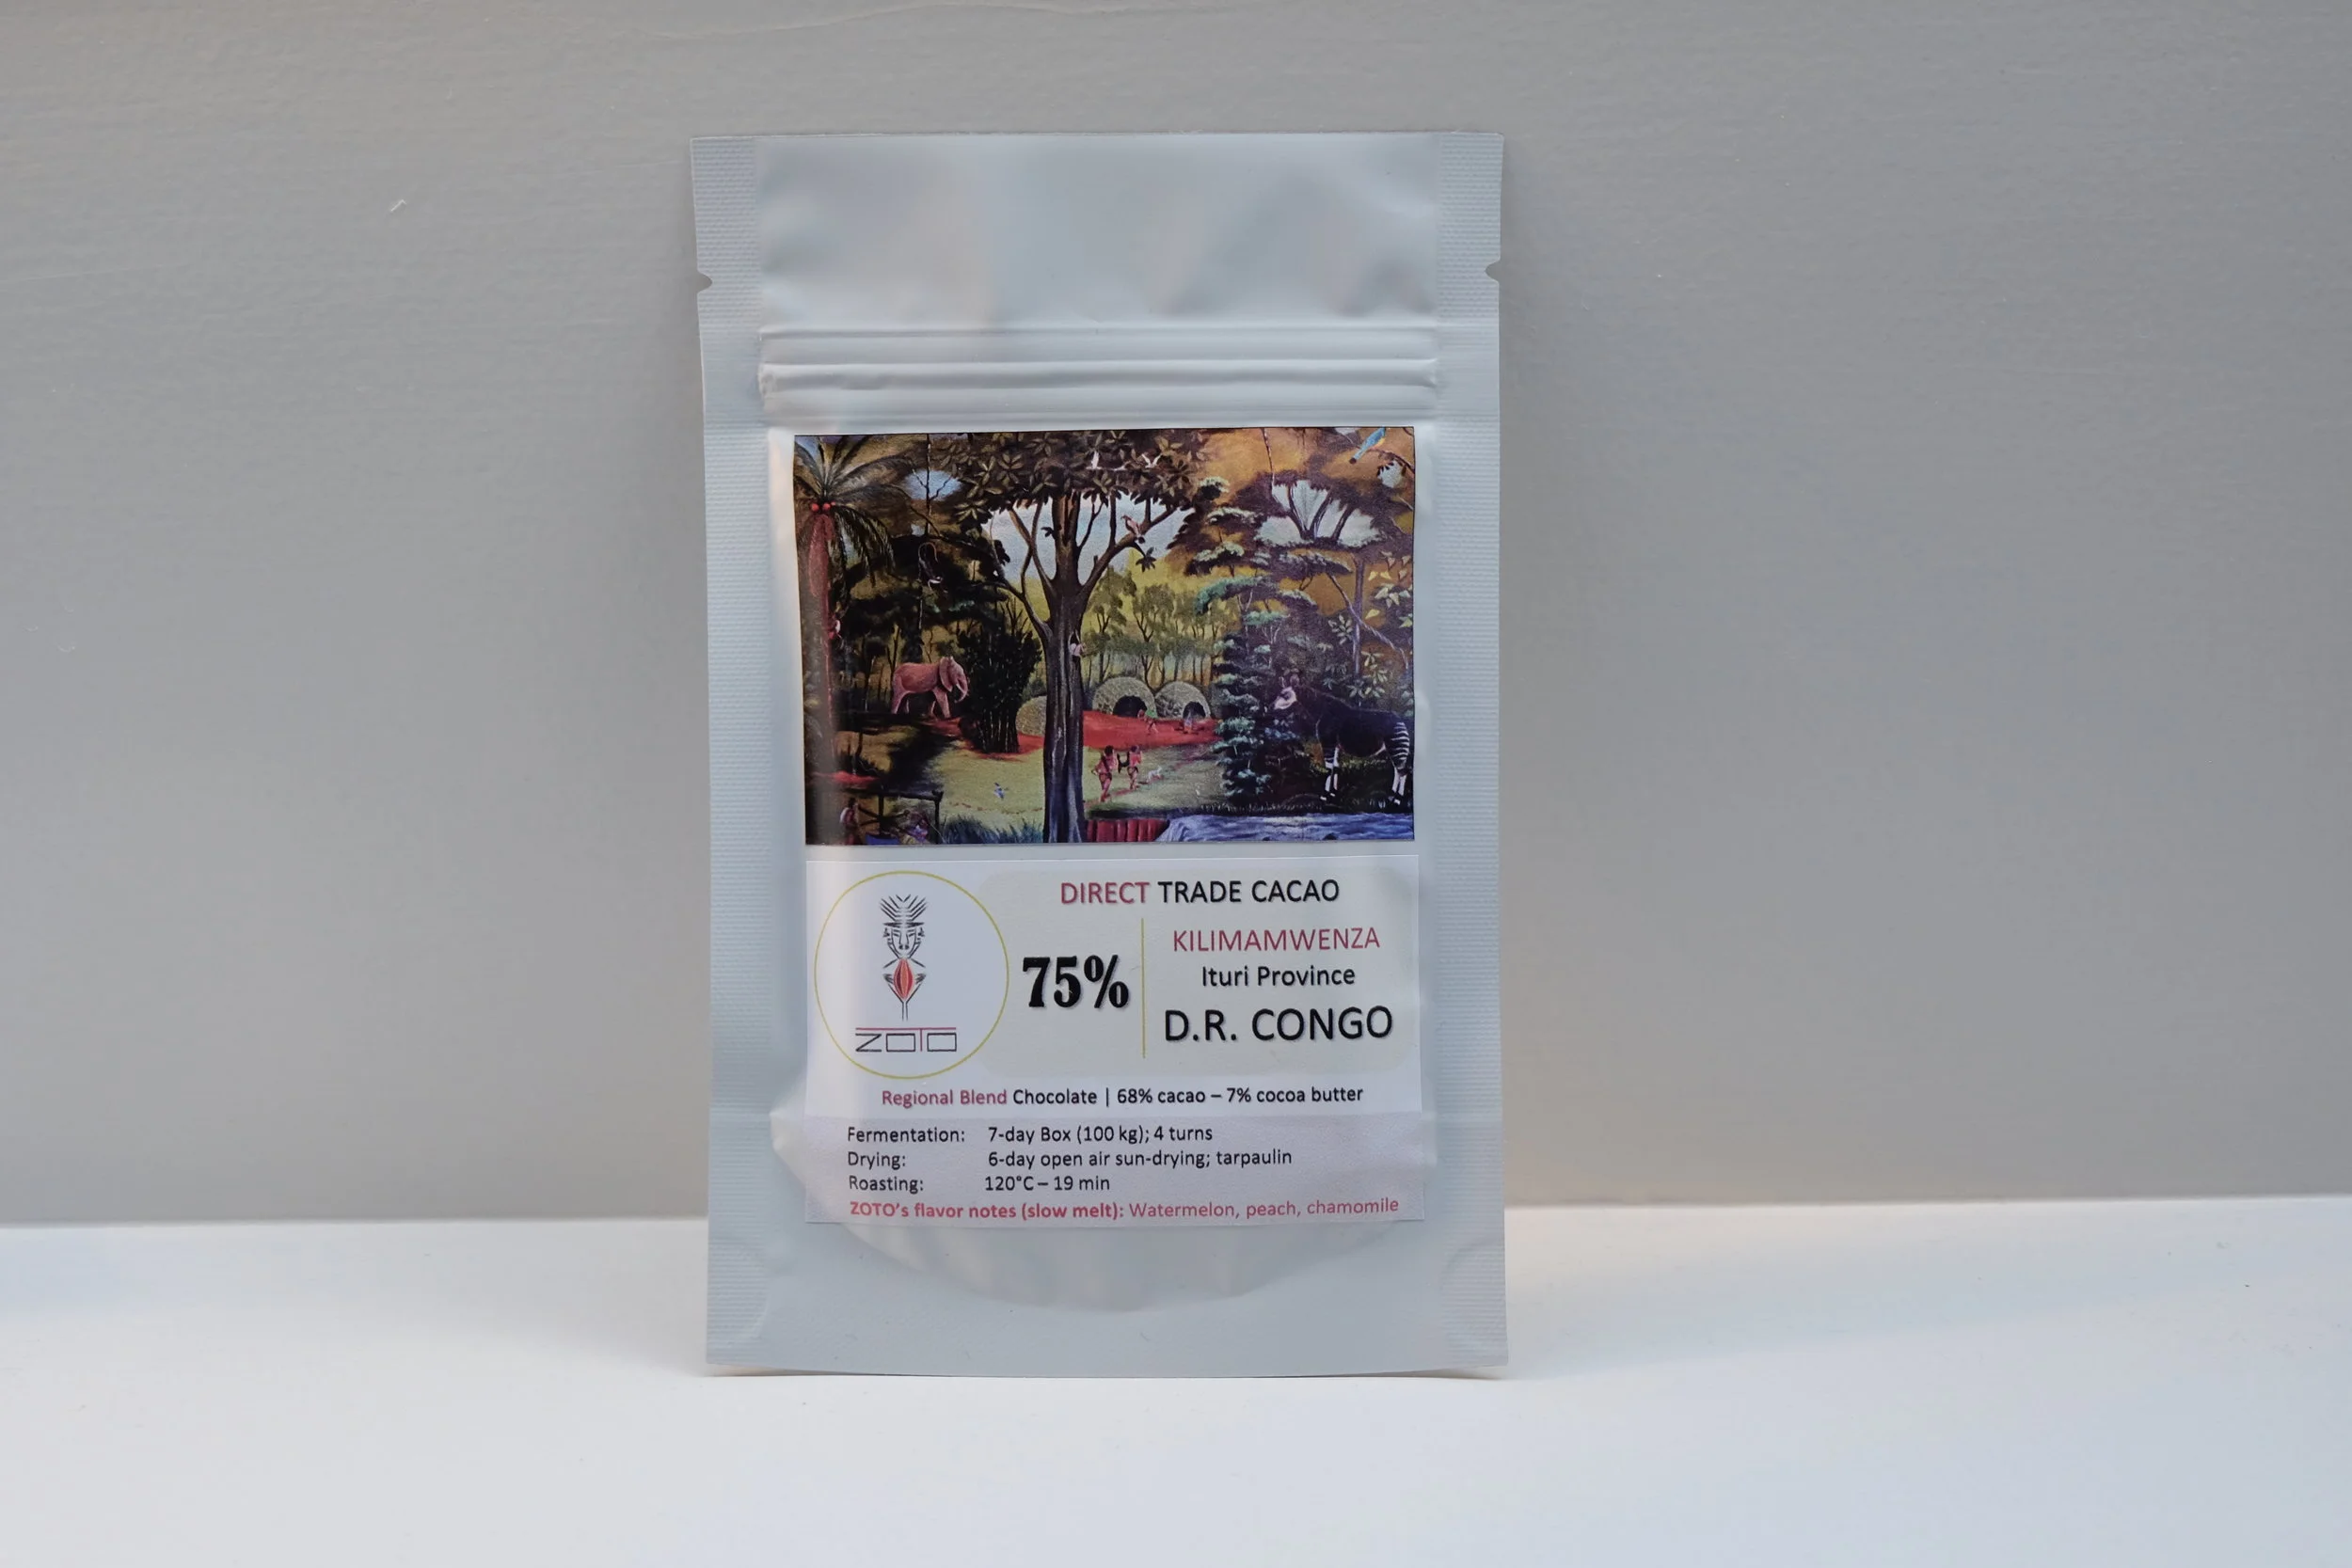 DIRECT TRADE CACAO
75%
KILIMAMWENZA
Ituri Province
D.R. CONGO
ZOTO
Regional Blend Chocolate | 68% cacao – 7% cocoa butter
Fermentation: 7-day Box (100 kg); 4 turns
Drying: 6-day open air sun-drying; tarpaulin
Roasting: 120°C – 19 min
ZOTO's flavor notes (slow melt): Watermelon, peach, chamomile